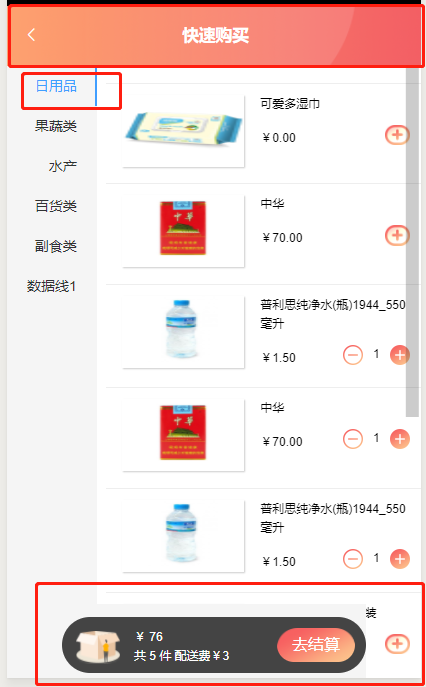 快速购买
日用品
果蔬类
水产
百货类
副食类
数据线1
可爱多湿巾
￥0.00
中华
￥70.00
普利思纯净水(瓶)1944_550
毫升
￥1.50
1
中华
￥70.00
1
普利思纯净水(瓶)1944_550
毫升
￥1.50
1
装
￥ 76
共 5 件 配送费￥3
去结算